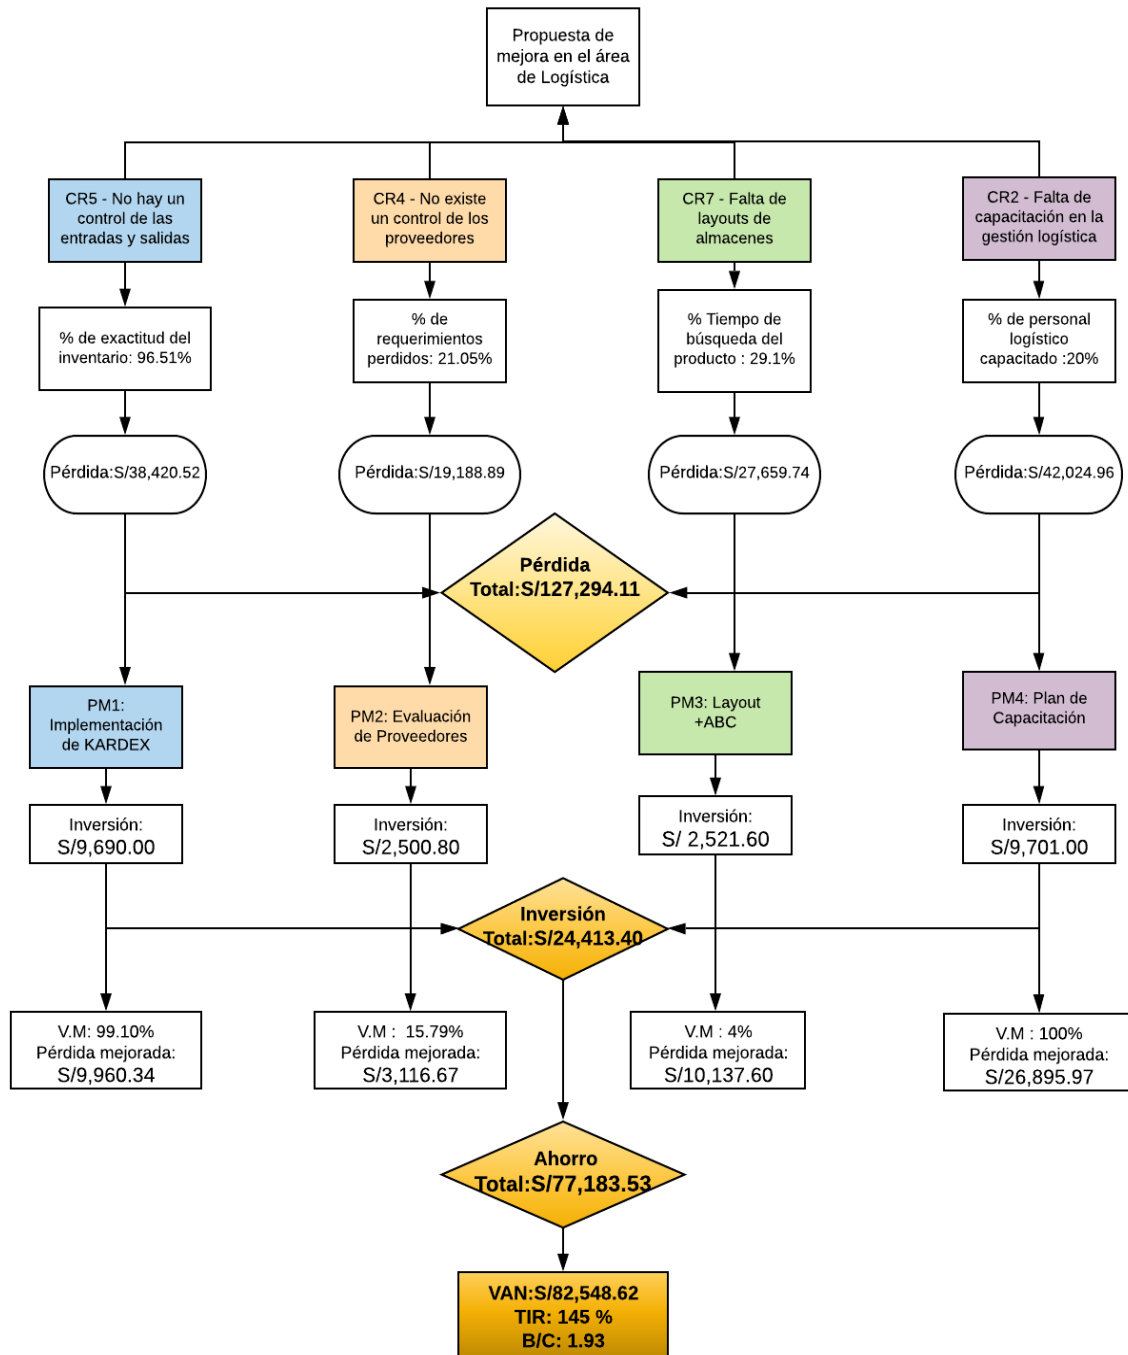 Propuesta de
mejora en el área
de Logística
CR5 - No hay un
control de las
entradas y salidas
CR4 - No existe
un control de los
proveedores
CR7 - Falta de
layouts de
almacenes
CR2 - Falta de
capacitación en la
gestión logística
% de exactitud del
inventario: 96.51%
% de
requerimientos
perdidos: 21.05%
% Tiempo de
búsqueda del
producto : 29.1%
% de personal
logístico
capacitado :20%
Pérdida:S/38,420.52
Pérdida:S/19,188.89
Pérdida:S/27,659.74
Pérdida:S/42,024.96
Pérdida
Total:S/127,294.11
PM1:
Implementación
de KARDEX
PM2: Evaluación
de Proveedores
PM3: Layout
+ABC
PM4: Plan de
Capacitación
Inversión:
S/9,690.00
Inversión:
S/2,500.80
Inversión:
S/ 2,521.60
Inversión:
S/9,701.00
Inversión
Total:S/24,413.40
V.M: 99.10%
Pérdida mejorada:
S/9,960.34
V.M : 15.79%
Pérdida mejorada:
S/3,116.67
V.M : 4%
Pérdida mejorada:
S/10,137.60
V.M : 100%
Pérdida mejorada:
S/26,895.97
Ahorro
Total:S/77,183.53
VAN:S/82,548.62
TIR: 145 %
B/C: 1.93